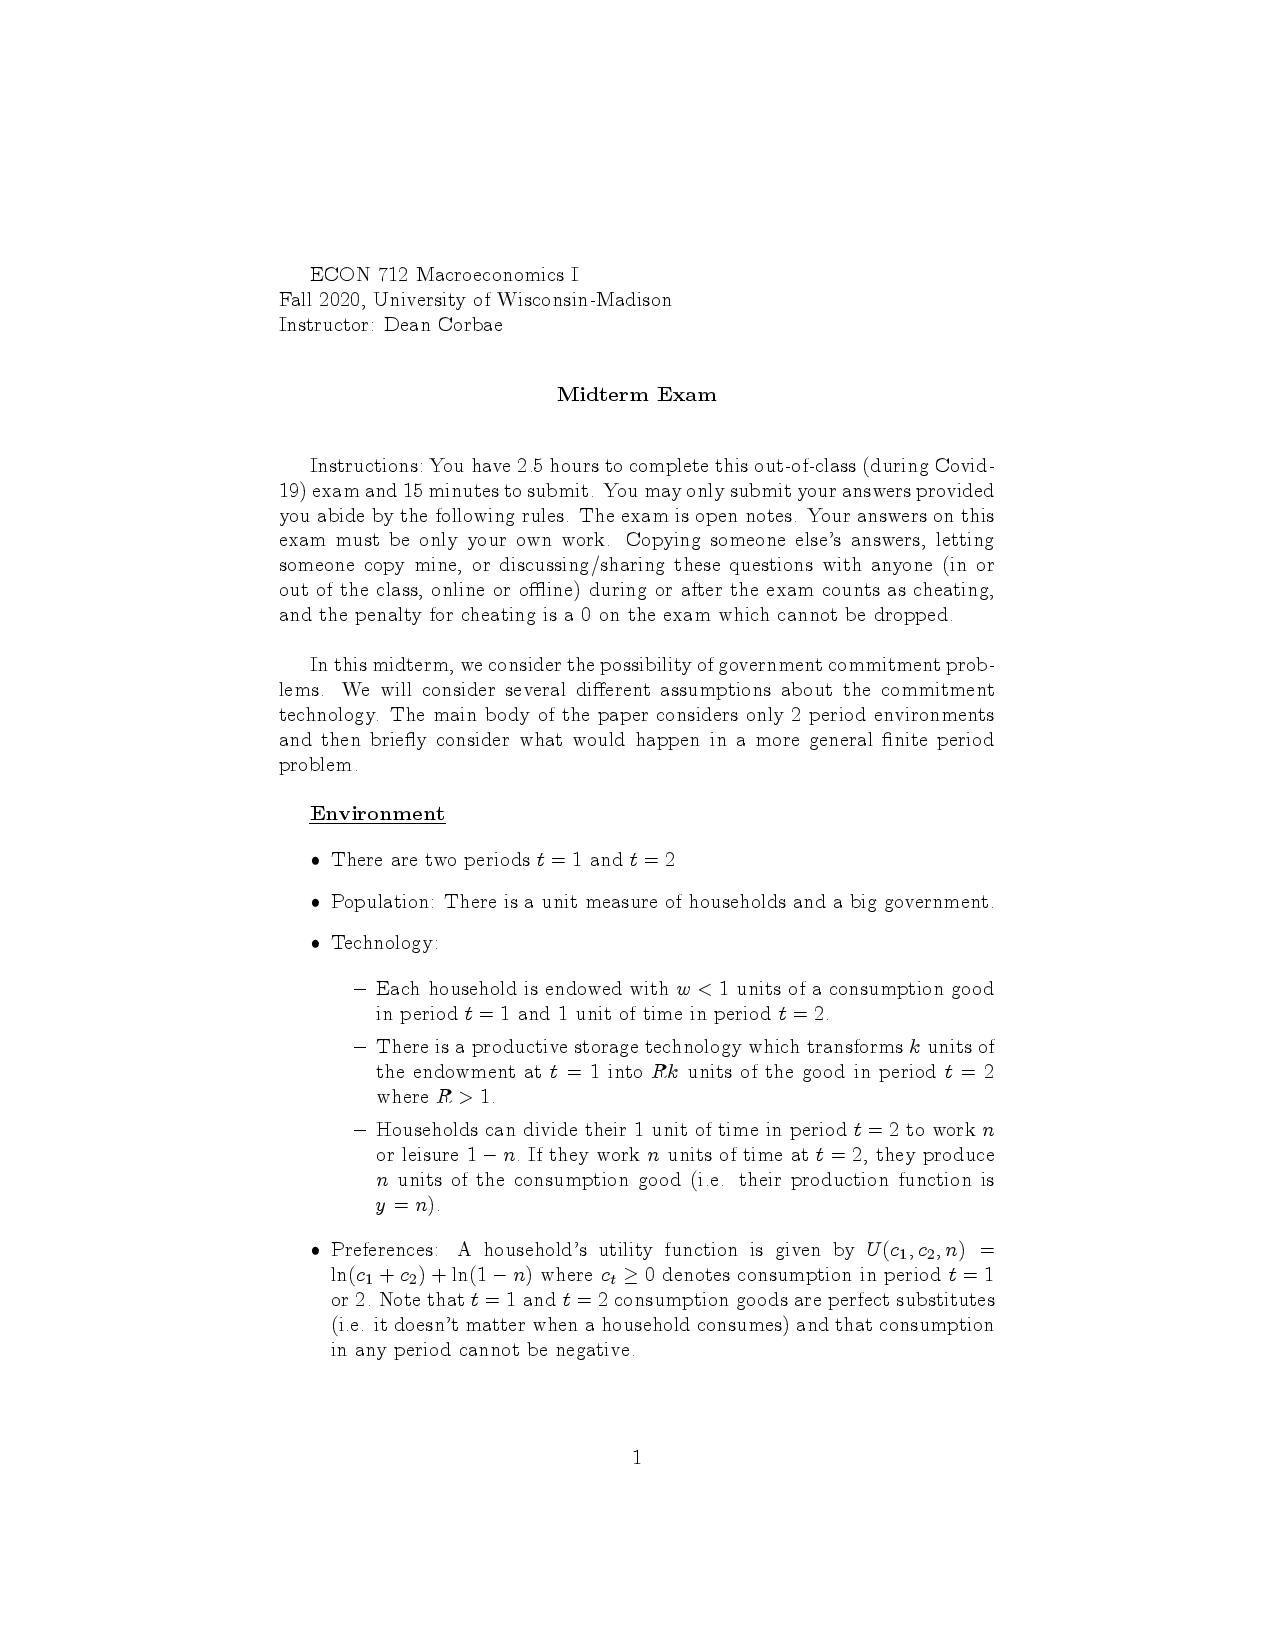 ECON 712 Macroeconomics I
Fall 2020, University of Wisconsin-Madison
Instructor: Dean Corbae
Midterm Exam
Instructions: You have 2.5 hours to complete this out-of-class (during Covid-
19) exam and 15 minutes to submit. You may only submit your answers provided
you abide by the following rules. The exam is open notes. Your answers on this
exam must be only your own work. Copying someone else's answers, letting
someone copy mine, or discussing/sharing these questions with anyone (in or
out of the class, online or offline) during or after the exam counts as cheating,
and the penalty for cheating is a 0 on the exam which cannot be dropped.
In this midterm, we consider the possibility of government commitment prob-
lems. We will consider several different assumptions about the commitment
technology. The main body of the paper considers only 2 period environments
and then briefly consider what would happen in a more general finite period
problem.
Environment
• There are two periods t = 1 and t = 2
• Population: There is a unit measure of households and a big government.
• Technology:
– Each household is endowed with w < 1 units of a consumption good
in period t = 1 and 1 unit of time in period t = 2.
– There is a productive storage technology which transforms k units of
the endowment at t = 1 into Rk units of the good in period t = 2
where R > 1.
– Households can divide their 1 unit of time in period t = 2 to work n
or leisure 1 − n. If they work n units of time at t = 2, they produce
n units of the consumption good (i.e. their production function is
y = n).
• Preferences: A household's utility function is given by U(c₁, c₂, n) =
ln(c₁ + c₂) + ln(1 − n) where cₜ ≥ 0 denotes consumption in period t = 1
or 2. Note that t = 1 and t = 2 consumption goods are perfect substitutes
(i.e. it doesn't matter when a household consumes) and that consumption
in any period cannot be negative.
1